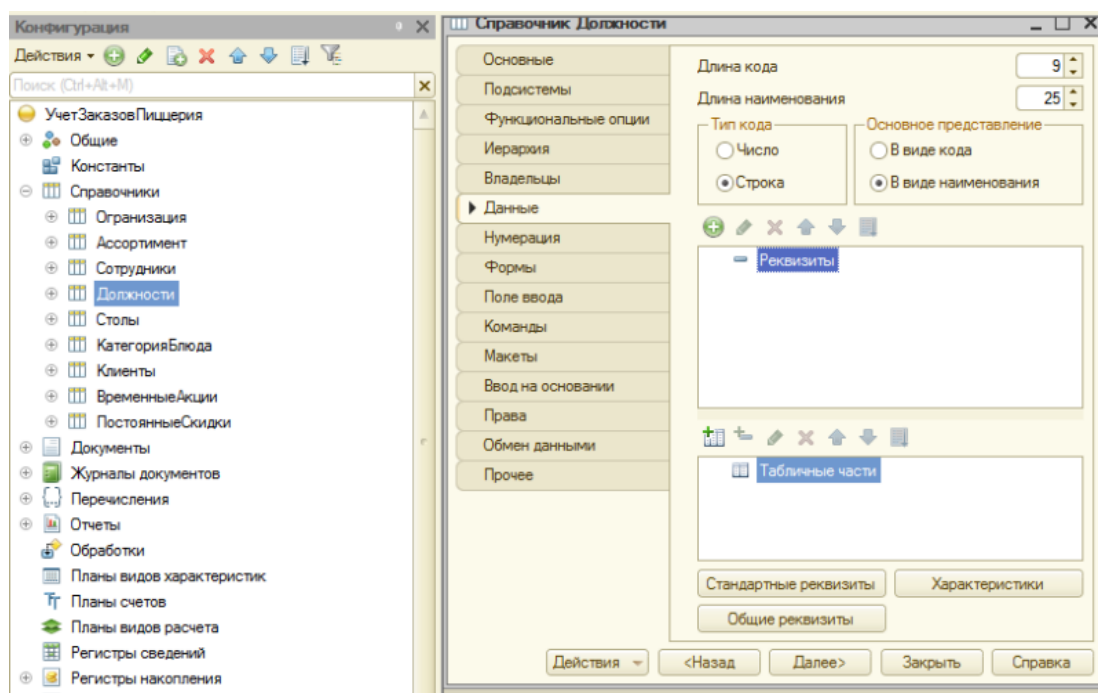 Конфигурация
Действия
Поиск (Ctrl+Alt+M)
УчетЗаказовПиццерия
Общие
Константы
Справочники
Огранизация
Ассортимент
Сотрудники
Должности
Столы
КатегорияБлюда
Клиенты
ВременныеАкции
ПостоянныеСкидки
Документы
Журналы документов
Перечисления
Отчеты
Обработки
Планы видов характеристик
Планы счетов
Планы видов расчета
Регистры сведений
Регистры накопления
Справочник Должности
Основные
Подсистемы
Функциональные опции
Иерархия
Владельцы
Данные
Нумерация
Формы
Поле ввода
Команды
Макеты
Ввод на основании
Права
Обмен данными
Прочее
Длина кода 9
Длина наименования 25
Тип кода
Число
Строка
Основное представление
В виде кода
В виде наименования
Реквизиты
Табличные части
Стандартные реквизиты Характеристики
Общие реквизиты
Действия <Назад Далее> Закрыть Справка